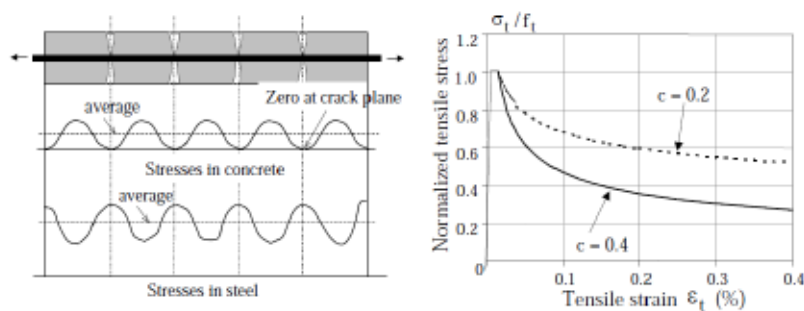 Zero at crack plane
average
Stresses in concrete
average
Stresses in steel
σt/ft
Normalized tensile stress
1.2
1.0
0.8
0.6
0.4
0.2
0
c = 0.2
c = 0.4
0.1
0.2
0.3
0.4
Tensile strain εt (%)